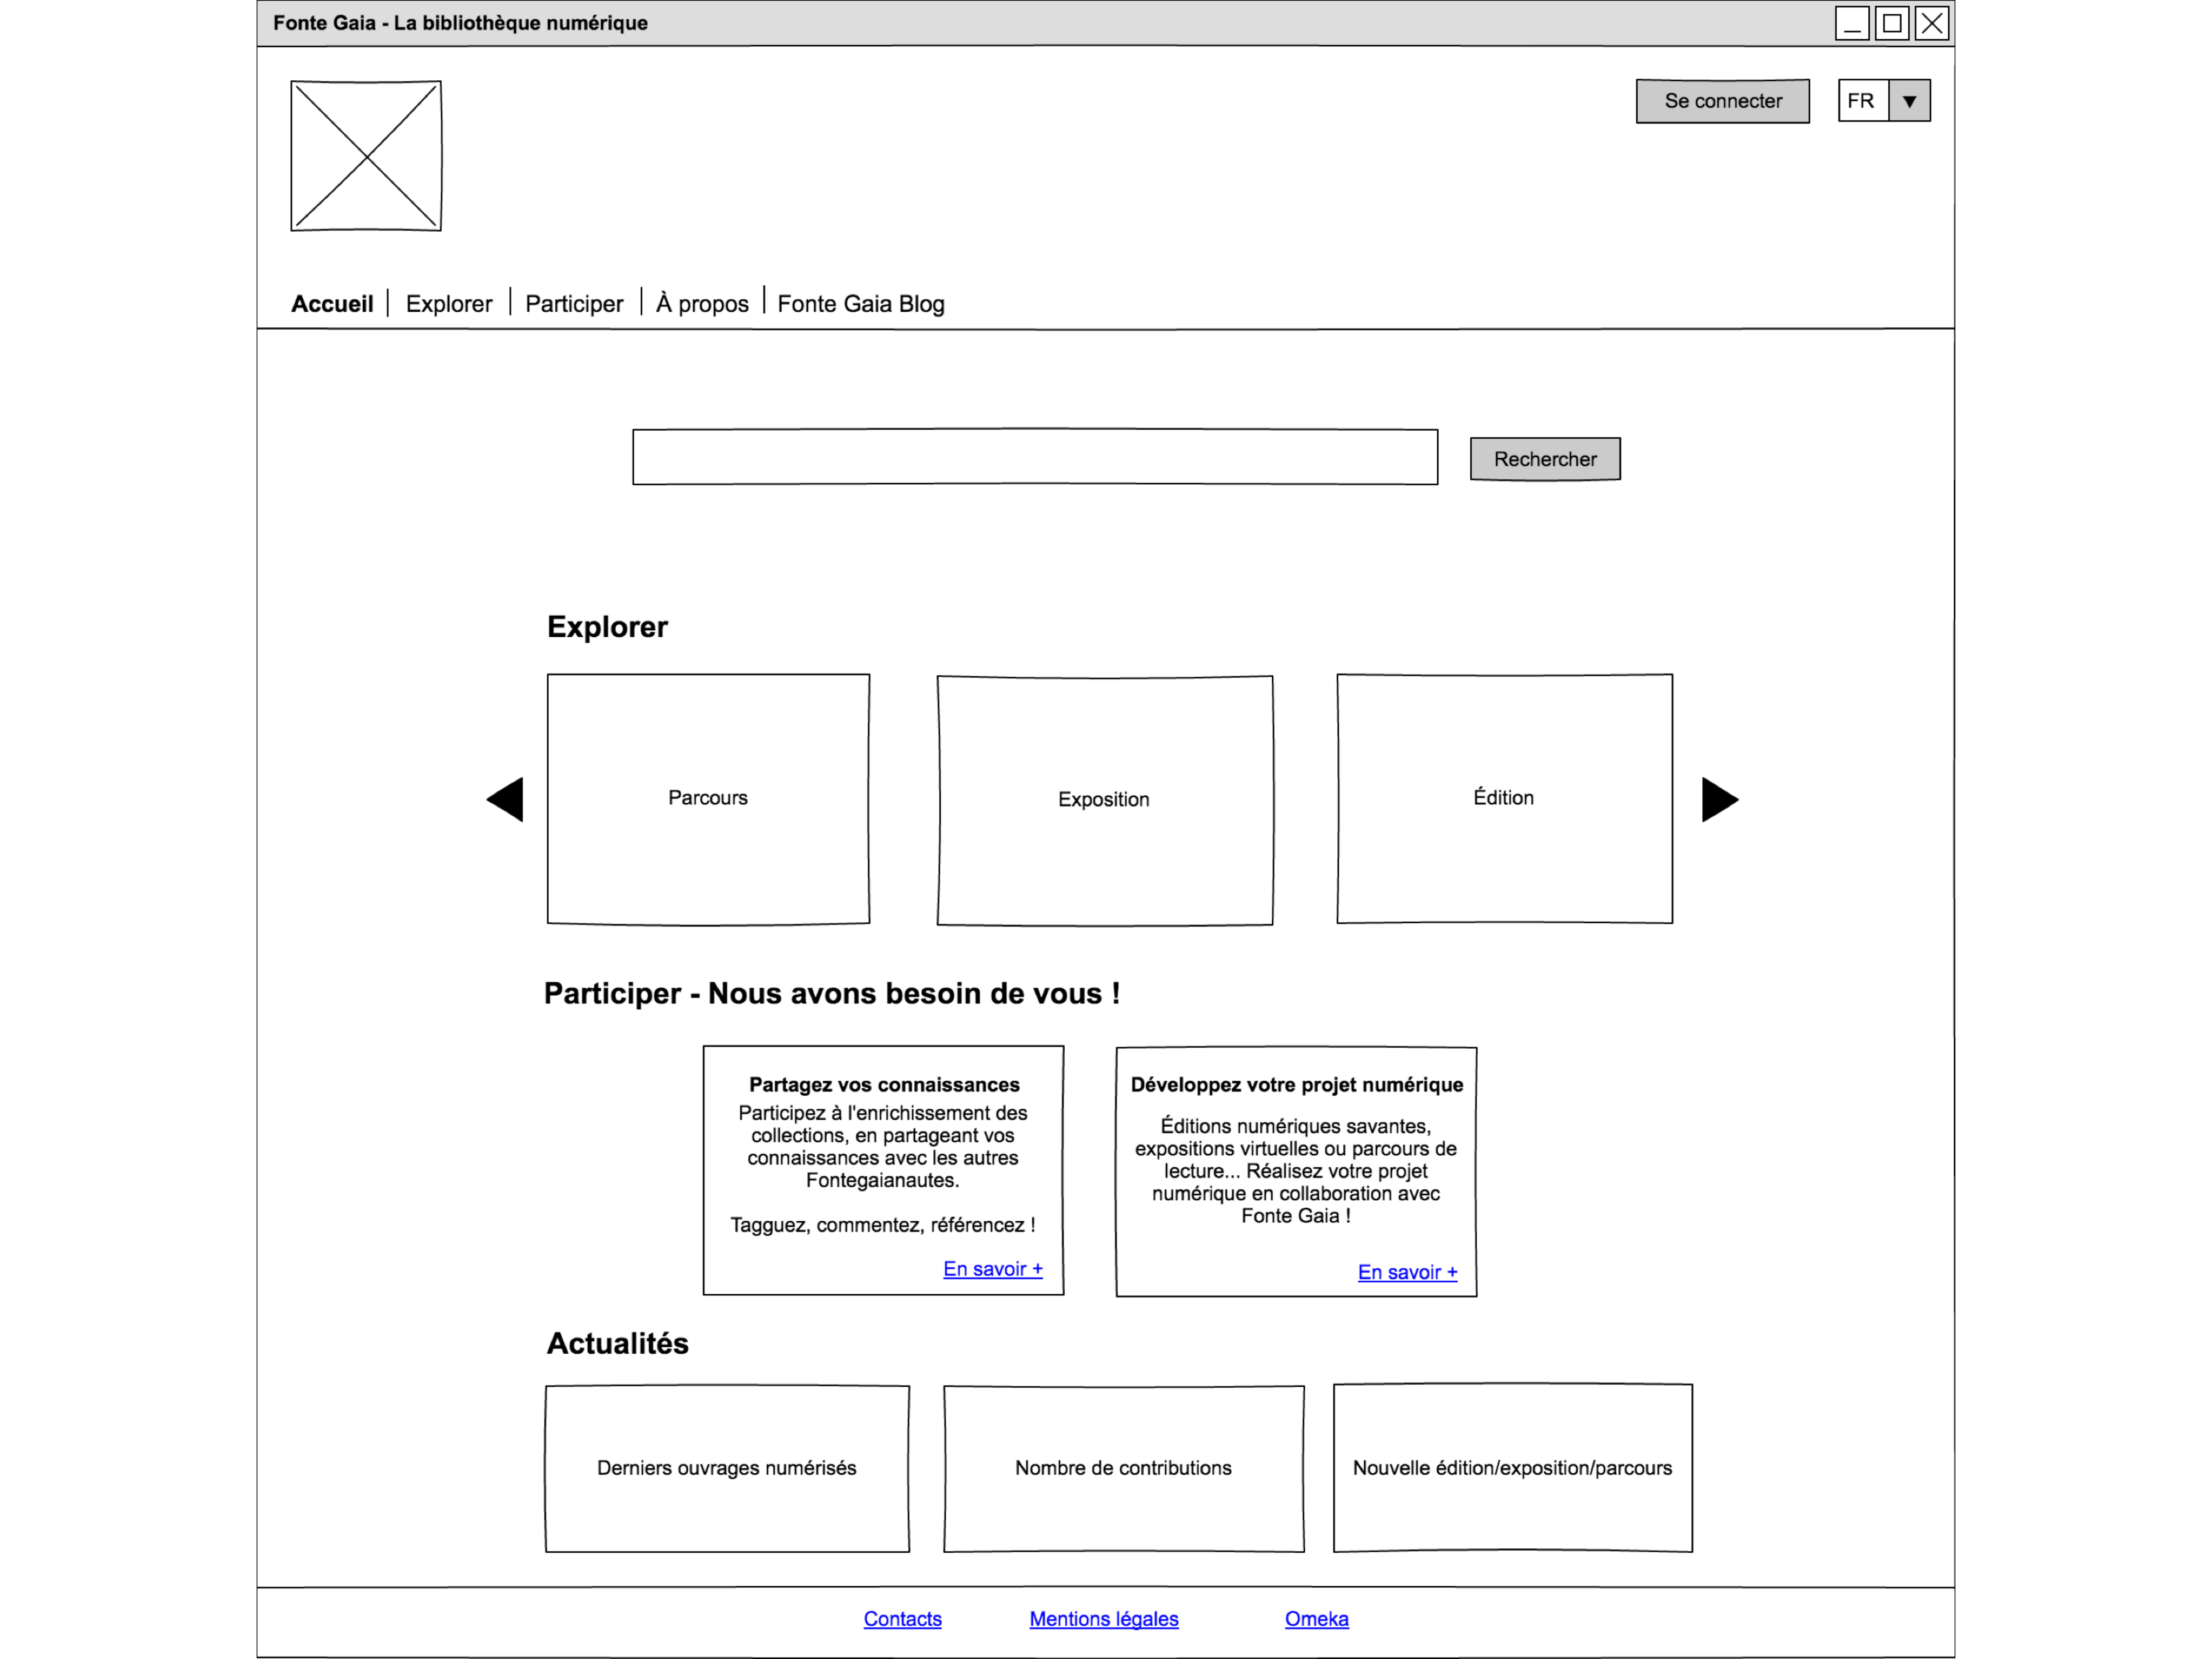 Fonte Gaia - La bibliothèque numérique
Se connecter
FR
Accueil
Explorer
Participer
À propos
Fonte Gaia Blog
Rechercher
Explorer
Parcours
Exposition
Édition
Participer - Nous avons besoin de vous !
Partagez vos connaissances
Participez à l'enrichissement des
collections, en partageant vos
connaissances avec les autres
Fontegaianautes.
Tagguez, commentez, référencez !
En savoir +
Développez votre projet numérique
Éditions numériques savantes,
expositions virtuelles ou parcours de
lecture... Réalisez votre projet
numérique en collaboration avec
Fonte Gaia !
En savoir +
Actualités
Derniers ouvrages numérisés
Nombre de contributions
Nouvelle édition/exposition/parcours
Contacts
Mentions légales
Omeka